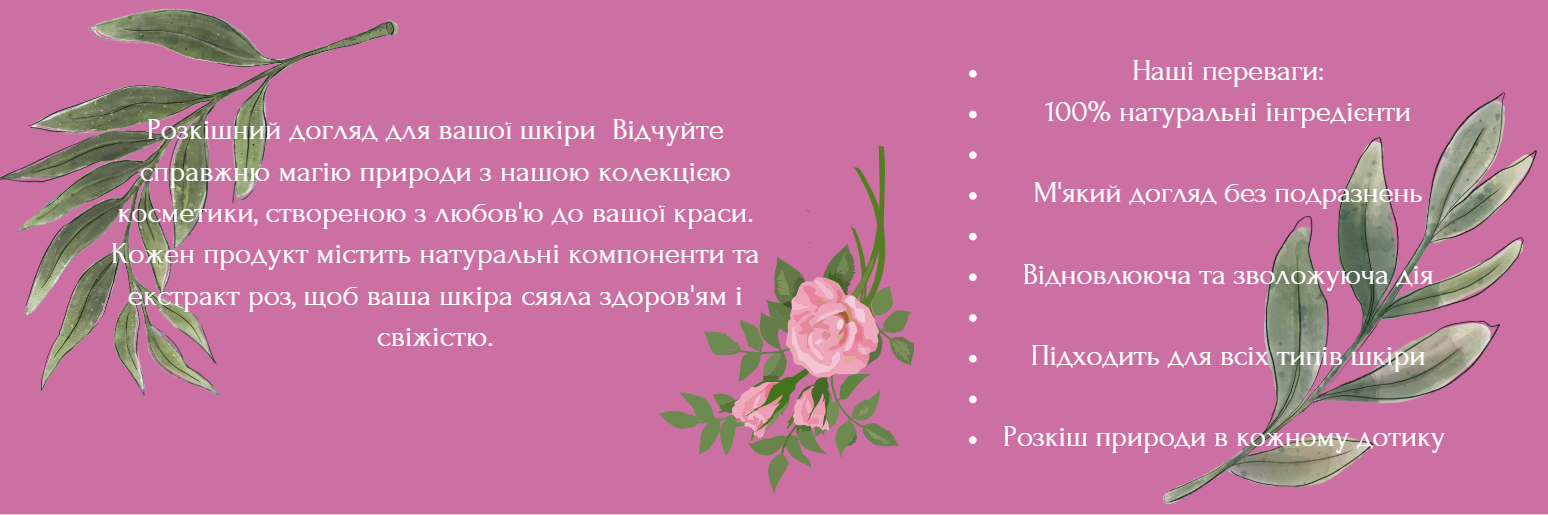 Розкішний догляд для вашої шкіри  Відчуйте
справжню магію природи з нашою колекцією
косметики, створеною з любов'ю до вашої краси.
Кожен продукт містить натуральні компоненти та
екстракт роз, щоб ваша шкіра сяяла здоров'ям і
свіжістю.
• Наші переваги:
• 100% натуральні інгредієнти
•
• М'який догляд без подразнень
•
• Відновлююча та зволожуюча дія
•
• Підходить для всіх типів шкіри
•
• Розкіш природи в кожному дотику